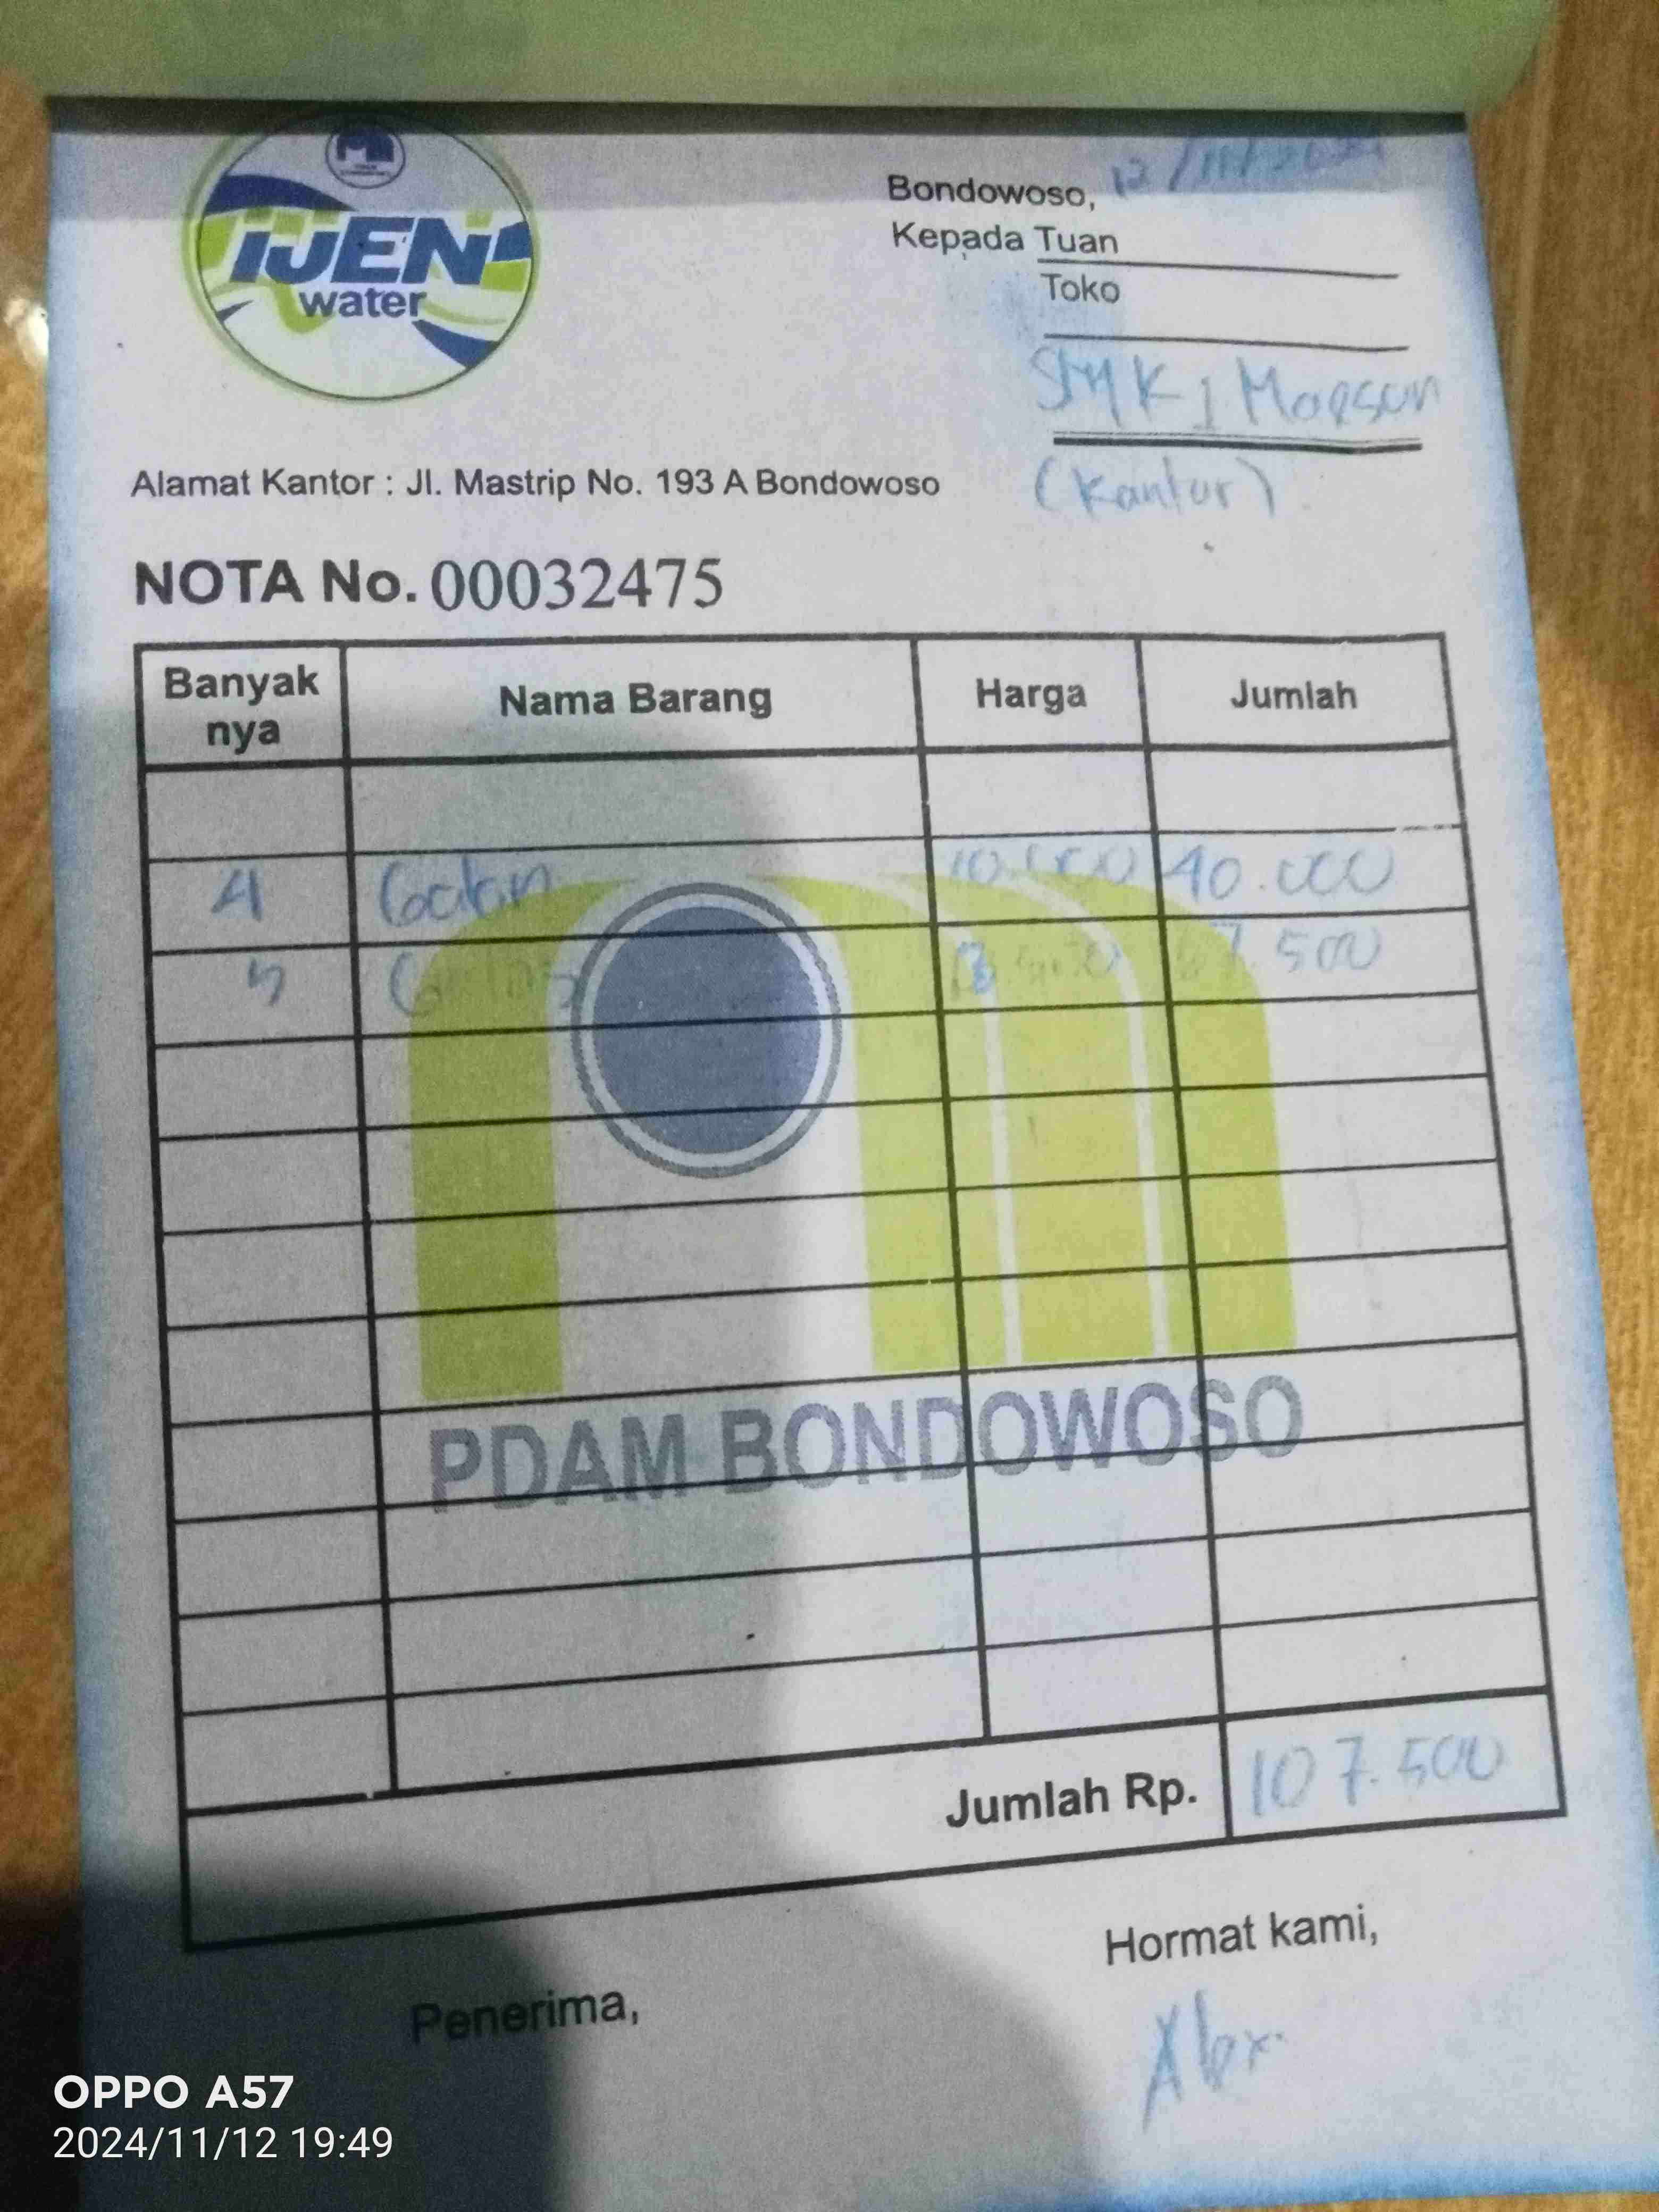 IJEN
water
Bondowoso, 12/11/2024
Kepada Tuan
Toko
SMK 1 Maesan
(Kantor)
Alamat Kantor : Jl. Mastrip No. 193 A Bondowoso
NOTA No. 00032475
Banyak nya Nama Barang Harga Jumlah
4 Galon 10.000 40.000
5 13.500 67.500
PDAM BONDOWOSO
Jumlah Rp. 107.500
Hormat kami,
Penerima,
OPPO A57
2024/11/12 19:49